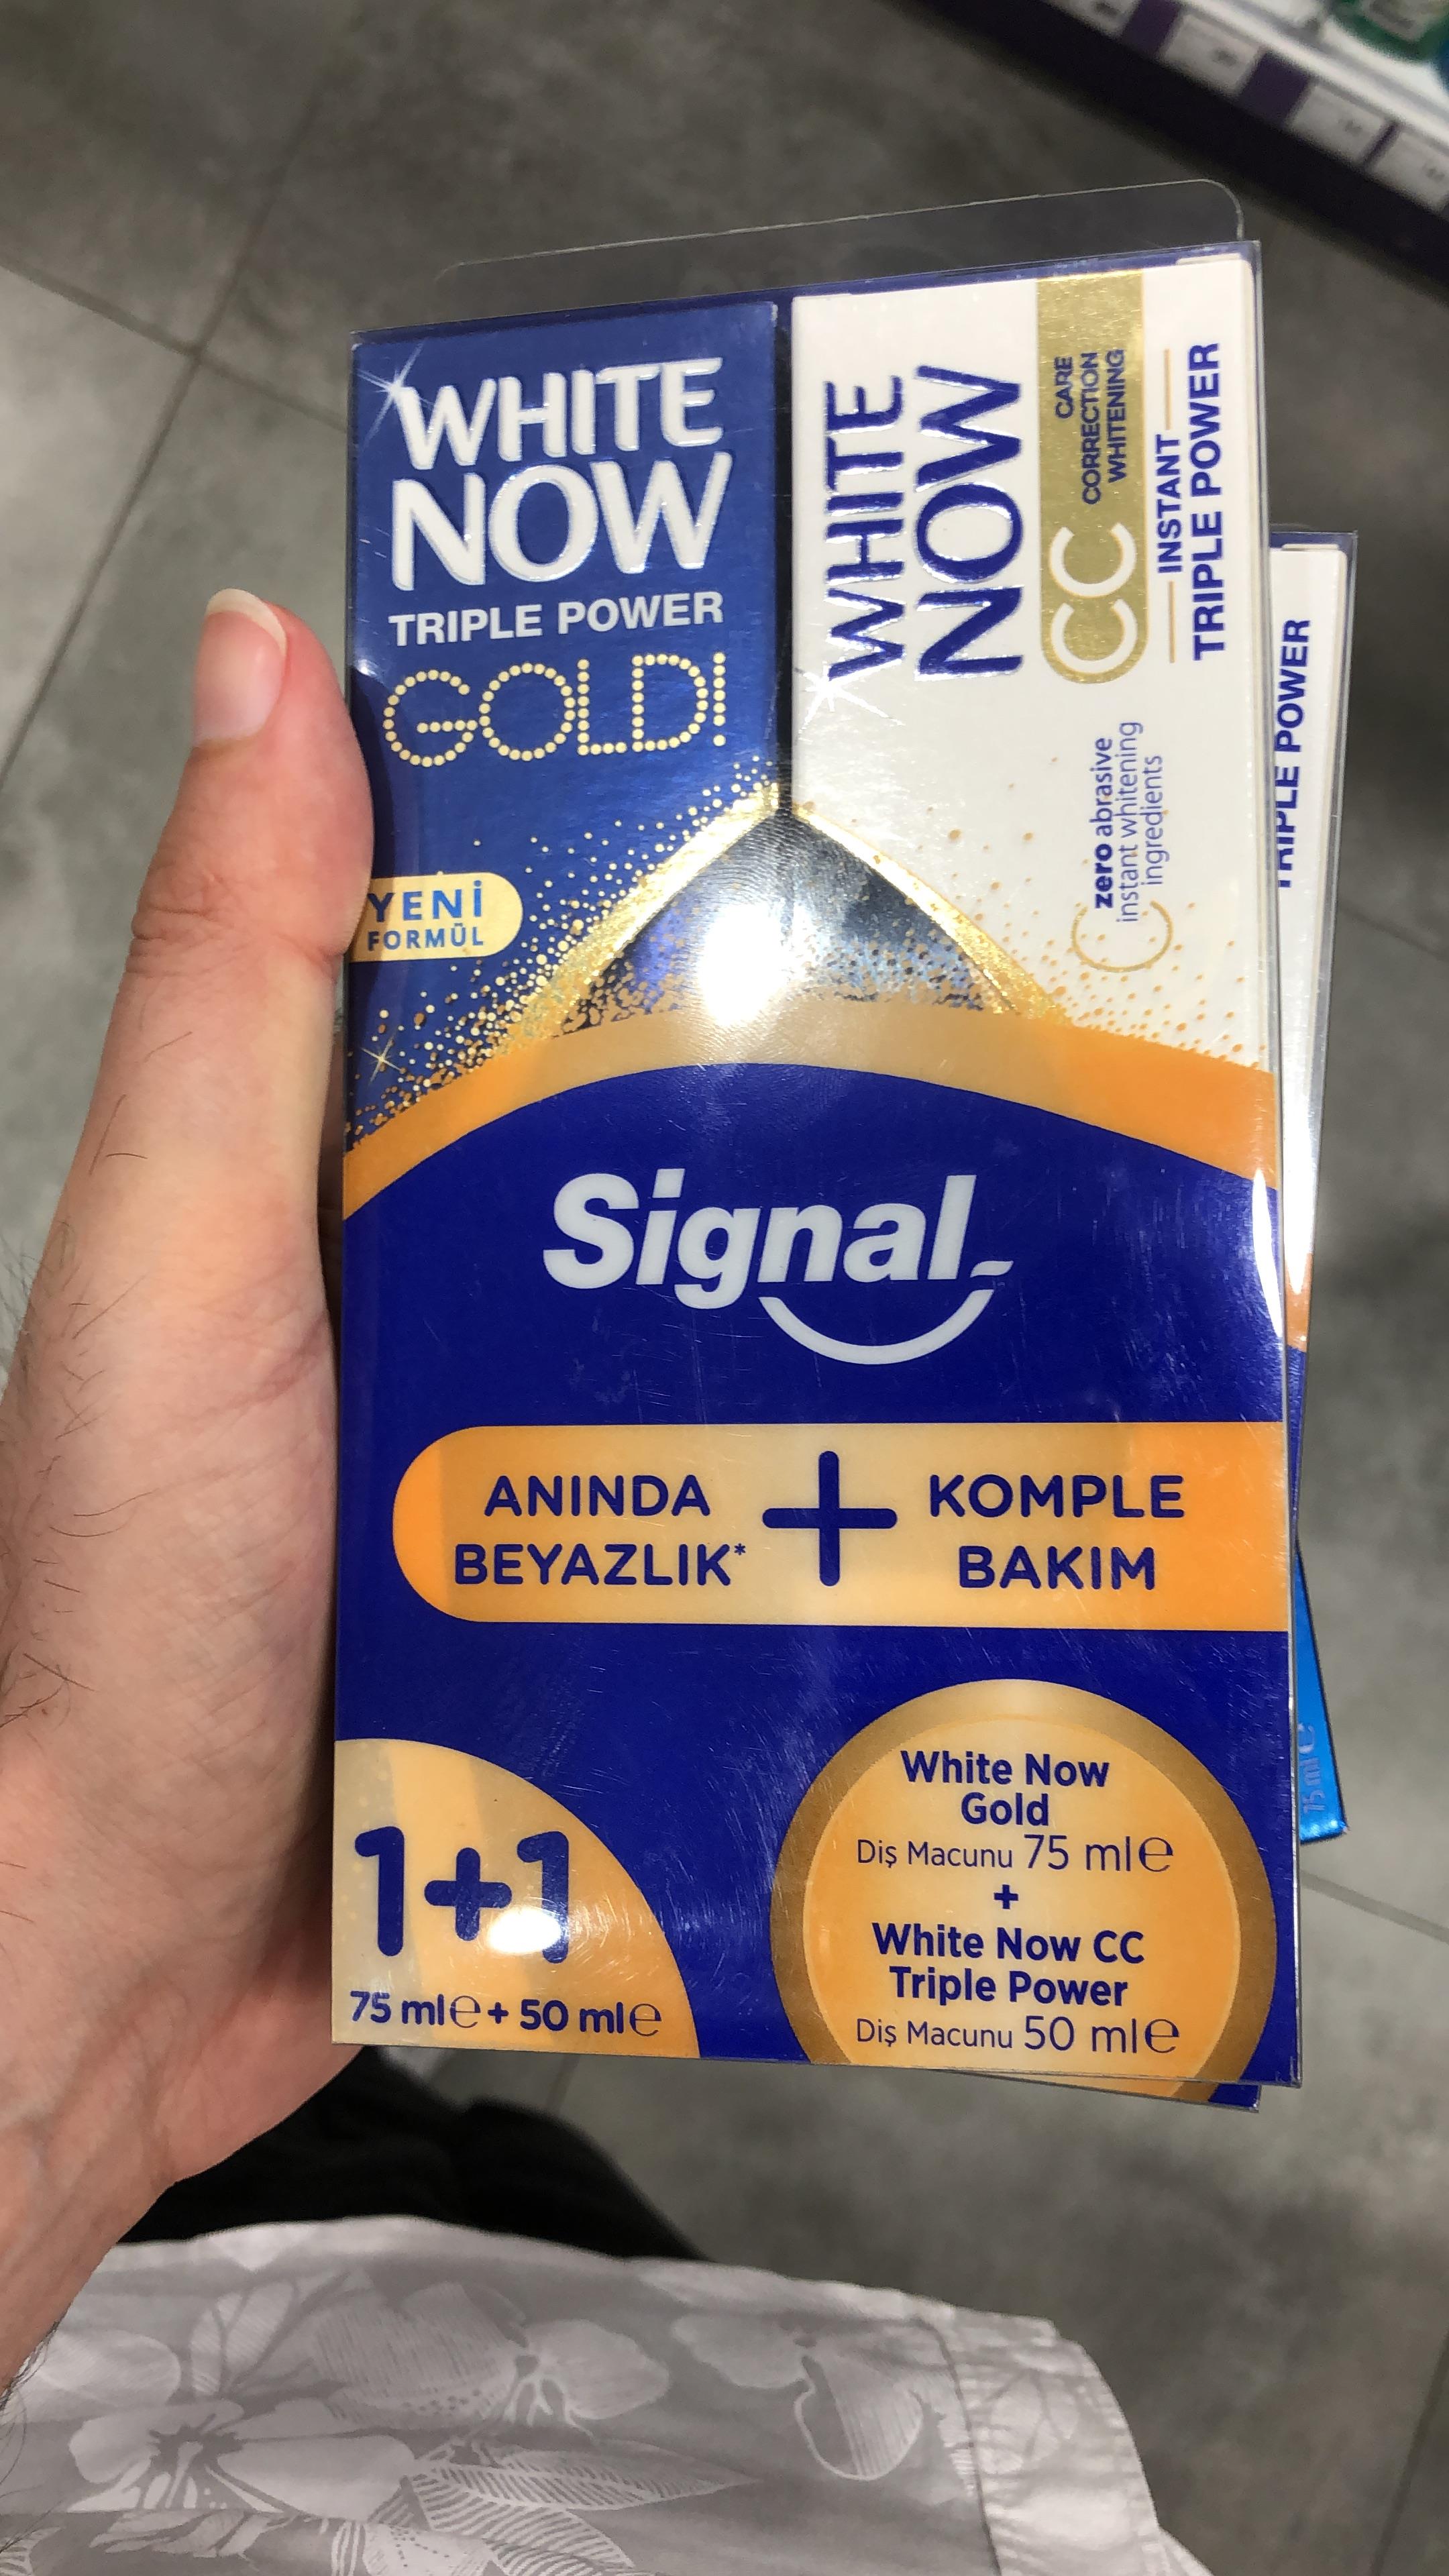 WHITE
NOW
TRIPLE POWER
GOLD!
YENİ
FORMÜL
WHITE
NOW
CC
CARE
CORRECTION
WHITENING
INSTANT
TRIPLE POWER
zero abrasive
instant whitening
ingredients
TRIPLE POWER
Signal
ANINDA
BEYAZLIK*
+
KOMPLE
BAKIM
1+1
75 ml℮ + 50 ml℮
White Now
Gold
Diş Macunu 75 ml℮
+
White Now CC
Triple Power
Diş Macunu 50 ml℮
75 ml℮